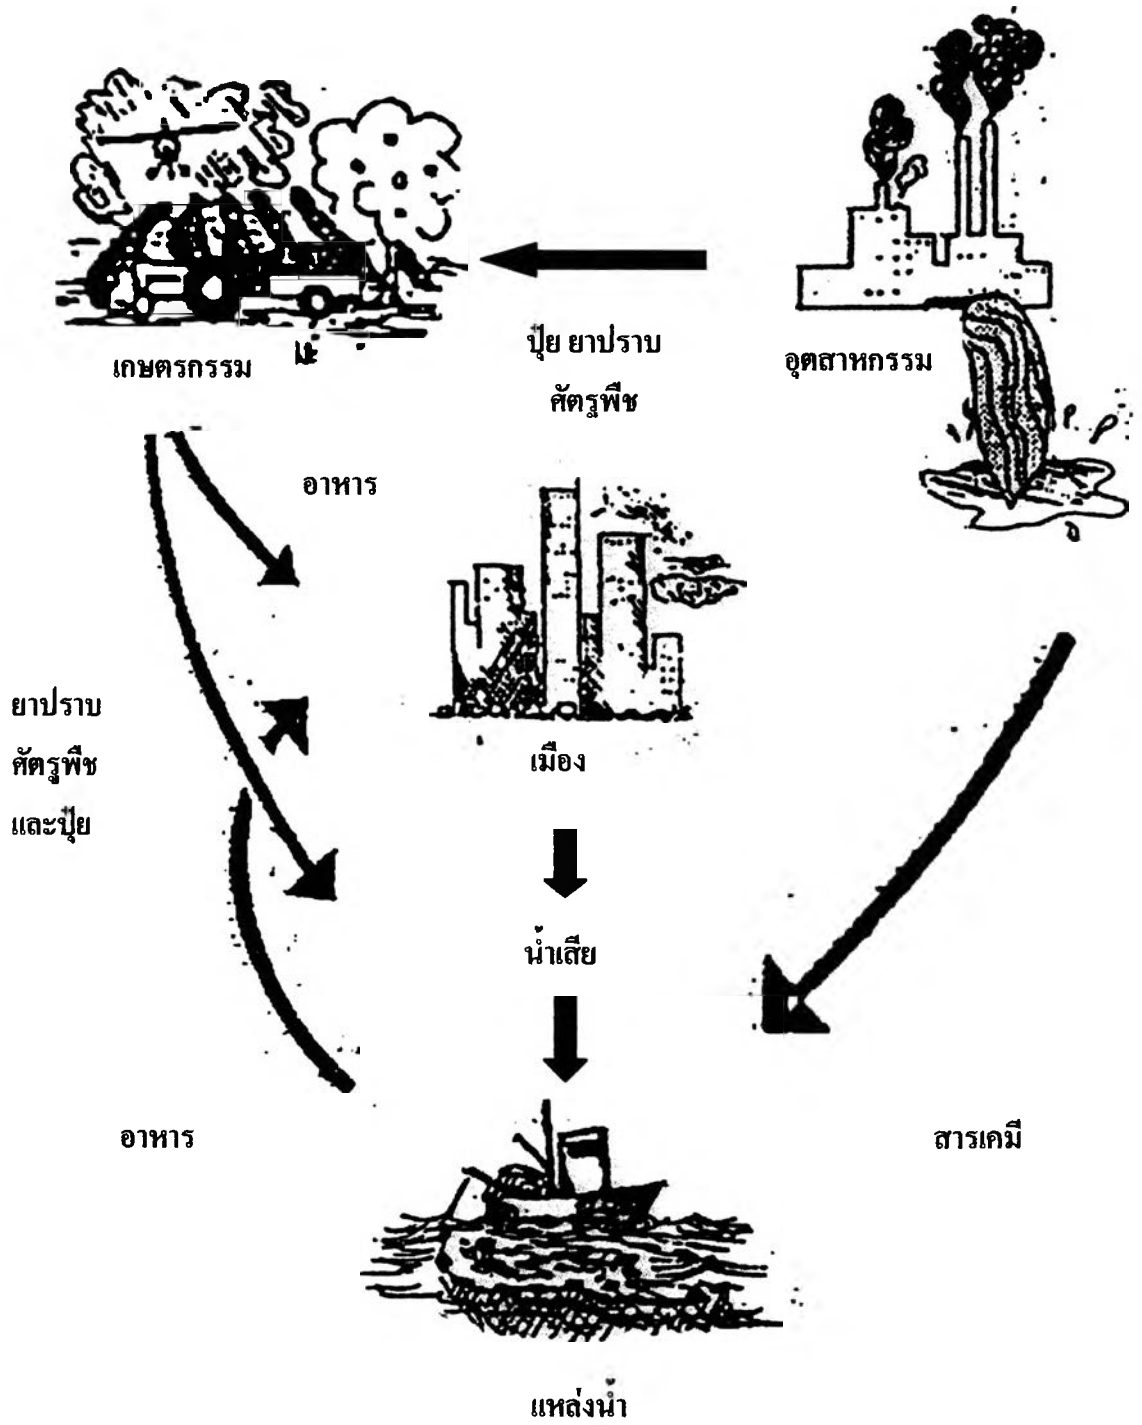 เกษตรกรรม
ปุ๋ย ยาปราบ
ศัตรูพืช
อุตสาหกรรม
อาหาร
ยาปราบ
ศัตรูพืช
และปุ๋ย
เมือง
น้ำเสีย
อาหาร
สารเคมี
แหล่งน้ำ